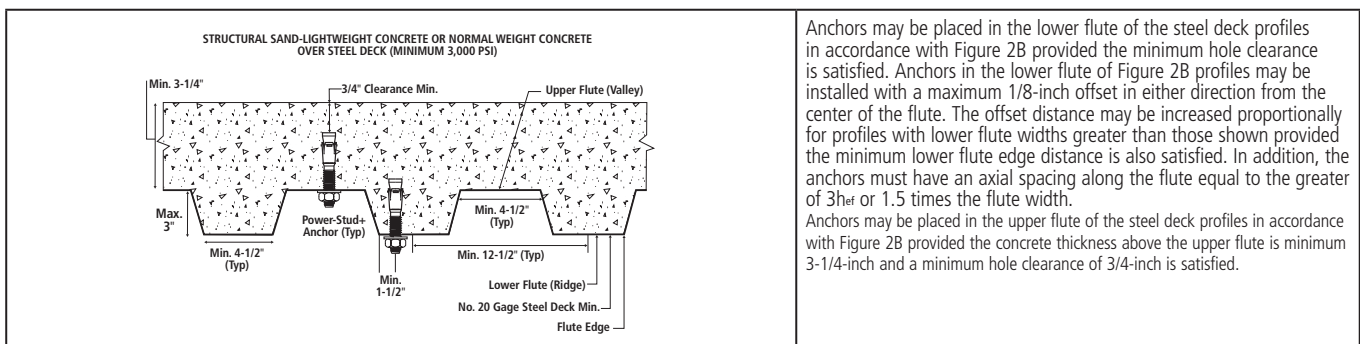 STRUCTURAL SAND-LIGHTWEIGHT CONCRETE OR NORMAL WEIGHT CONCRETE
OVER STEEL DECK (MINIMUM 3,000 PSI)
Min. 3-1/4"
3/4" Clearance Min.
Upper Flute (Valley)
Max.
3"
Min. 4-1/2"
(Typ)
Power-Stud+
Anchor (Typ)
Min. 4-1/2"
(Typ)
Min. 12-1/2" (Typ)
Min.
1-1/2"
Lower Flute (Ridge)
No. 20 Gage Steel Deck Min.
Flute Edge
Anchors may be placed in the lower flute of the steel deck profiles
in accordance with Figure 2B provided the minimum hole clearance
is satisfied. Anchors in the lower flute of Figure 2B profiles may be
installed with a maximum 1/8-inch offset in either direction from the
center of the flute. The offset distance may be increased proportionally
for profiles with lower flute widths greater than those shown provided
the minimum lower flute edge distance is also satisfied. In addition, the
anchors must have an axial spacing along the flute equal to the greater
of 3hef or 1.5 times the flute width.
Anchors may be placed in the upper flute of the steel deck profiles in accordance
with Figure 2B provided the concrete thickness above the upper flute is minimum
3-1/4-inch and a minimum hole clearance of 3/4-inch is satisfied.